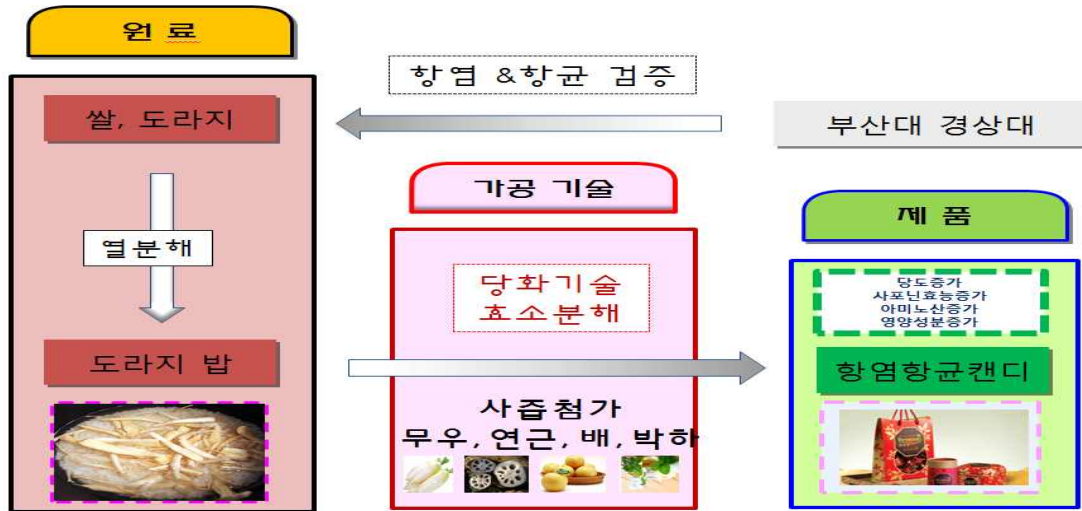 원 료
쌀, 도라지
열분해
도라지 밥
항염 &항균 검증
부산대 경상대
가공 기술
당화기술
효소분해
사즙첨가
무우, 연근, 배, 박하
제 품
당도증가
사포닌효능증가
아미노산증가
영양성분증가
항염항균캔디